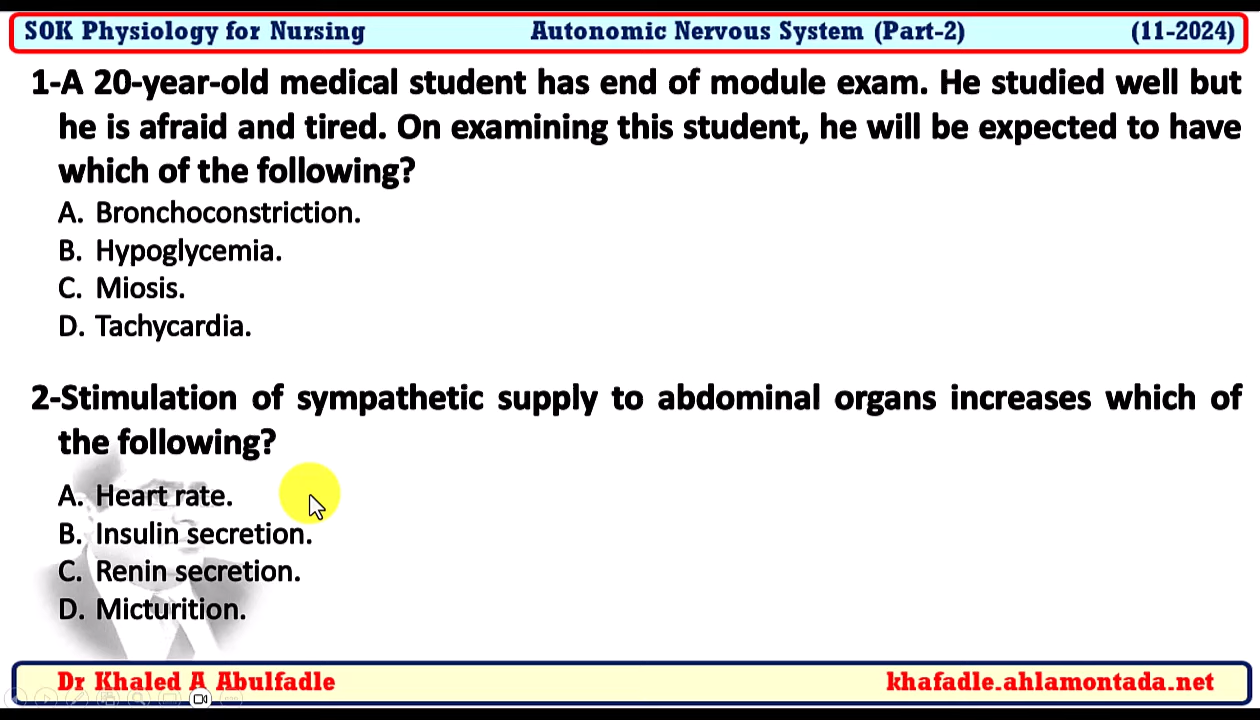 SOK Physiology for Nursing Autonomic Nervous System (Part-2) (11-2024)
1-A 20-year-old medical student has end of module exam. He studied well but
he is afraid and tired. On examining this student, he will be expected to have
which of the following?
A. Bronchoconstriction.
B. Hypoglycemia.
C. Miosis.
D. Tachycardia.
2-Stimulation of sympathetic supply to abdominal organs increases which of
the following?
A. Heart rate.
B. Insulin secretion.
C. Renin secretion.
D. Micturition.
Dr Khaled A Abulfadle khafadle.ahlamontada.net